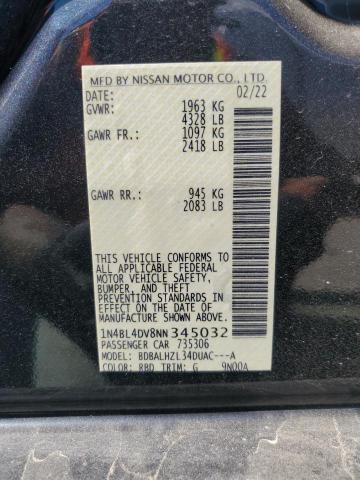 MFD BY NISSAN MOTOR CO., LTD.
DATE: 02/22
GVWR: 1963 KG
4328 LB
GAWR FR.: 1097 KG
2418 LB
GAWR RR.: 945 KG
2083 LB
THIS VEHICLE CONFORMS TO
ALL APPLICABLE FEDERAL
MOTOR VEHICLE SAFETY,
BUMPER, AND THEFT
PREVENTION STANDARDS IN
EFFECT ON THE DATE OF
MANUFACTURE SHOWN ABOVE.
1N4BL4DV8NN345032
PASSENGER CAR 735306
MODEL: BDBALHZL34DUAC---A
COLOR: RBD TRIM: G 9N00A